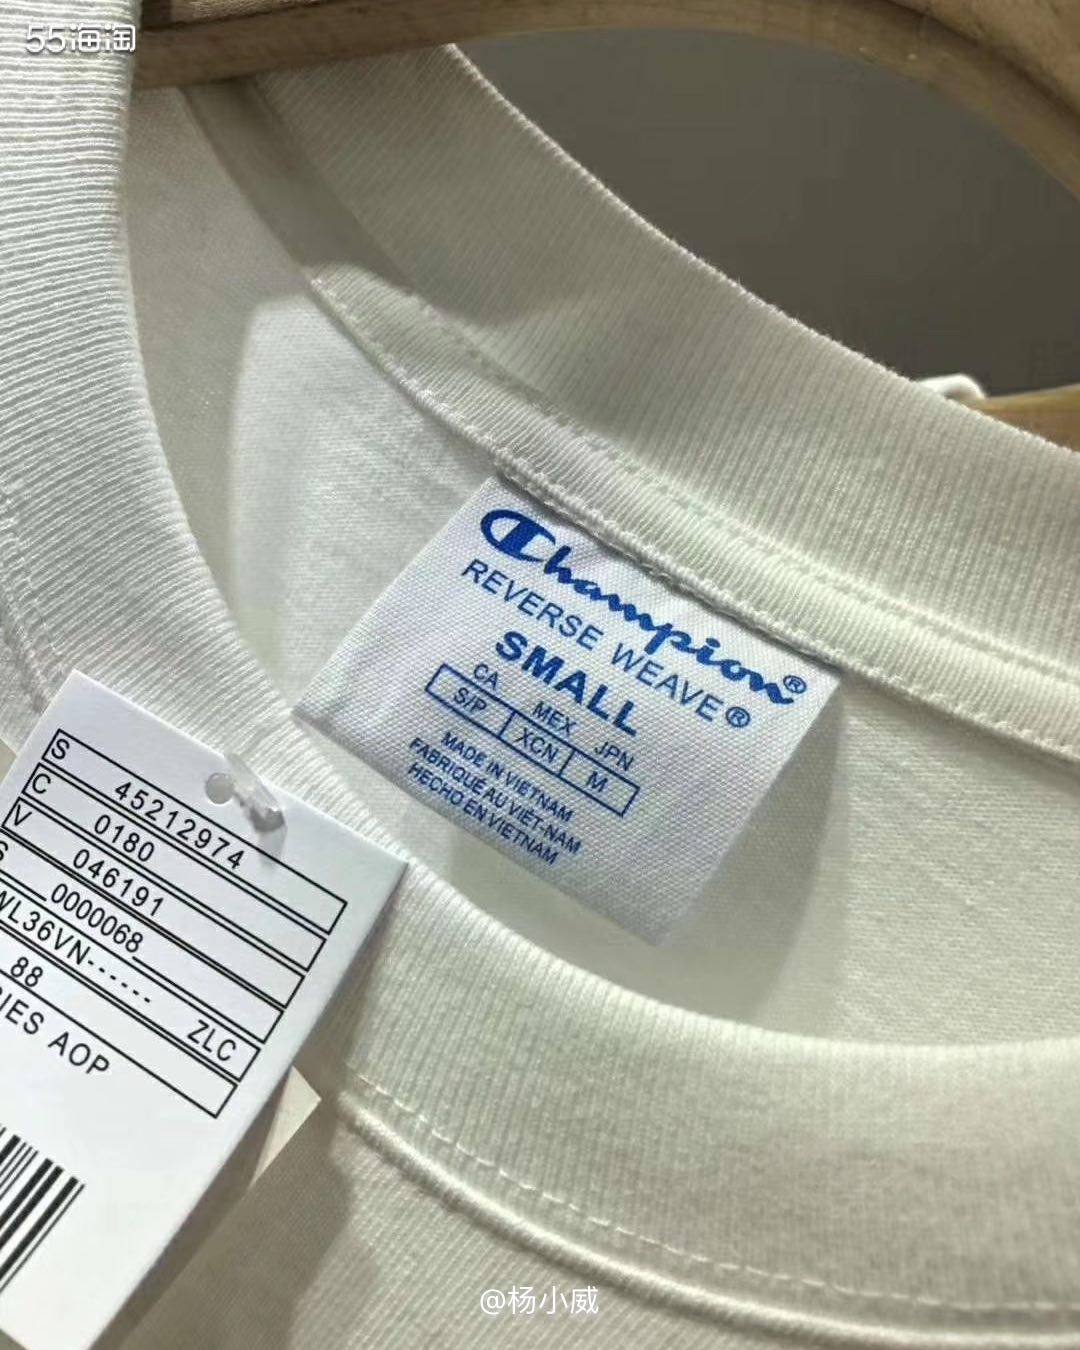 55海淘
Champion®
REVERSE WEAVE®
SMALL
CA MEX JPN
S/P XCN M
MADE IN VIETNAM
FABRIQUÉ AU VIÊT-NAM
HECHO EN VIETNAM
S 45212974
C 0180
V 046191
S 0000068
WL36VN------ ZLC
88
AOP
@杨小威